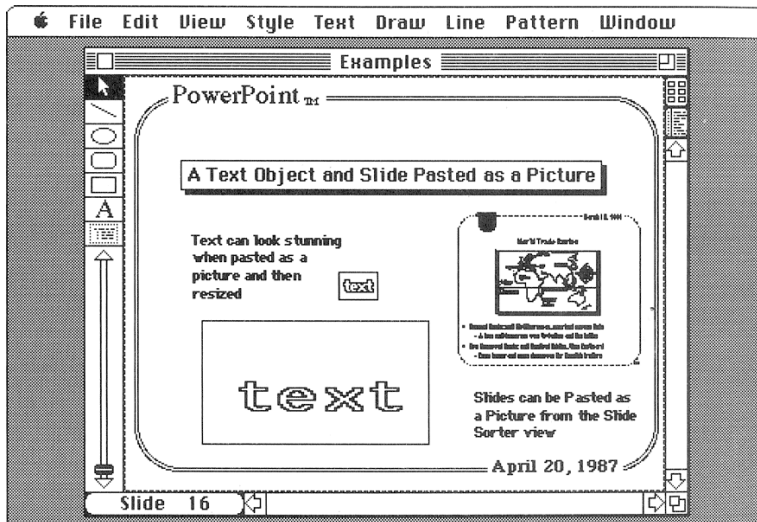 File Edit View Style Text Draw Line Pattern Window
Examples
PowerPoint TM
A Text Object and Slide Pasted as a Picture
Text can look stunning
when pasted as a
picture and then
resized
text
World Trade Routes
text
Slides can be Pasted as
a Picture from the Slide
Sorter view
A
April 20, 1987
Slide 16